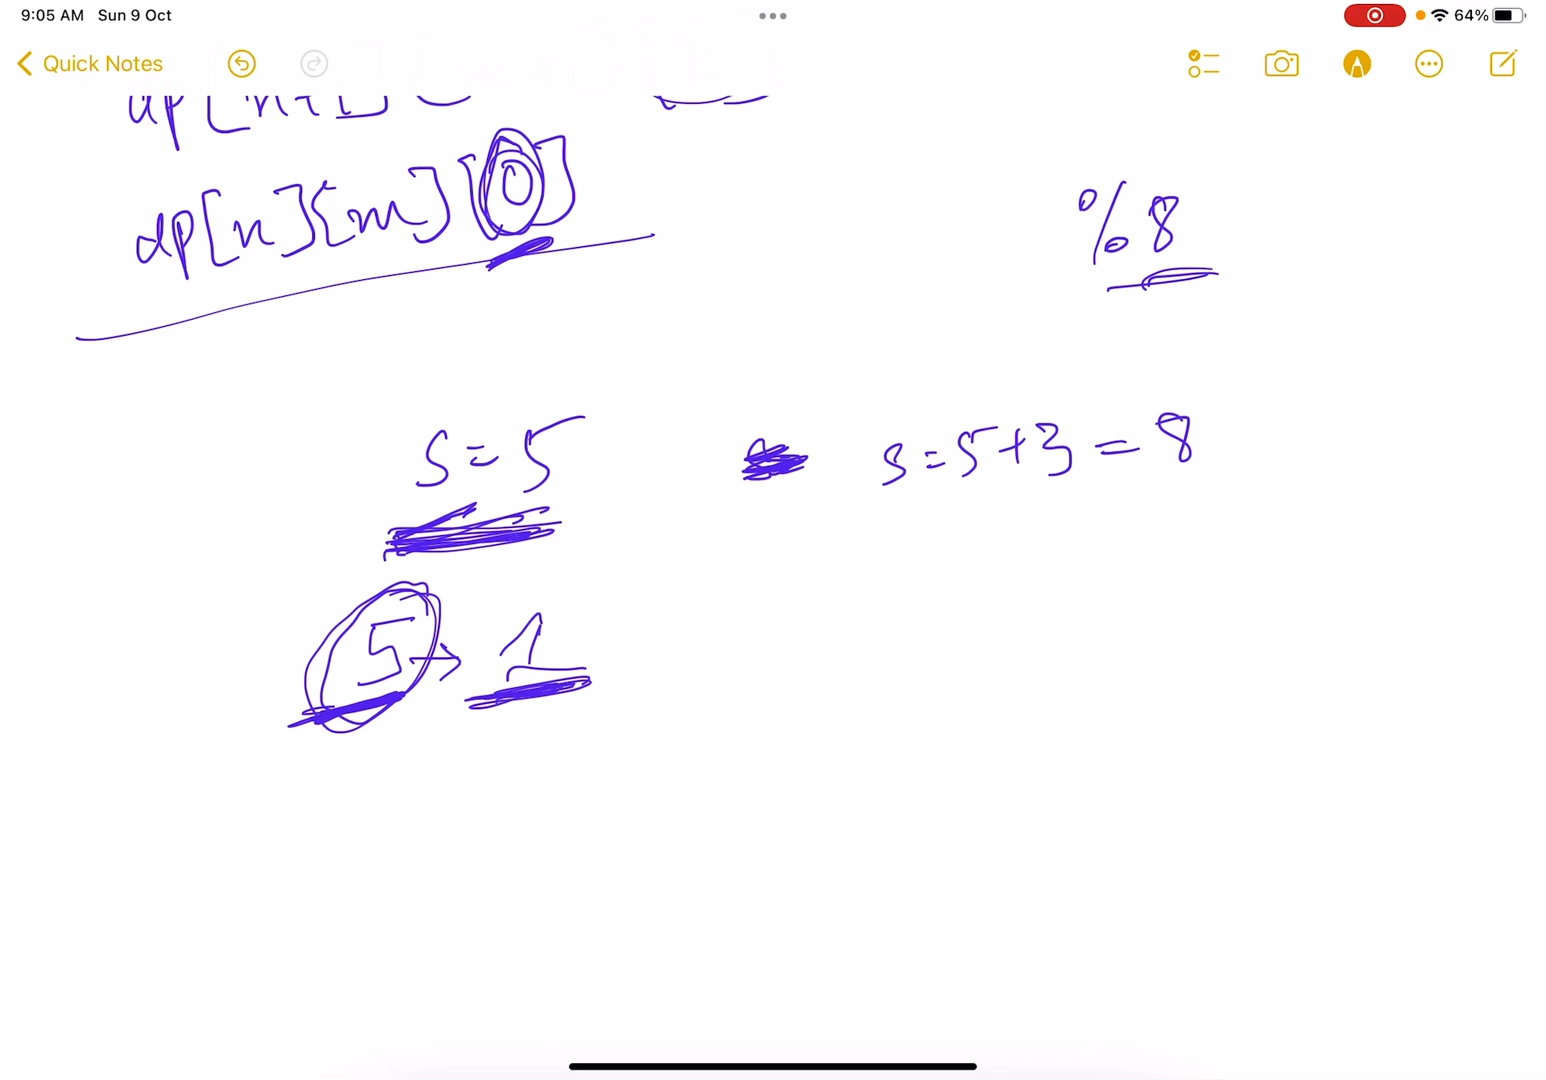 9:05 AM Sun 9 Oct
64%
Quick Notes
dp[n][m][0]
%8
s=5
s=5+3=8
5→1